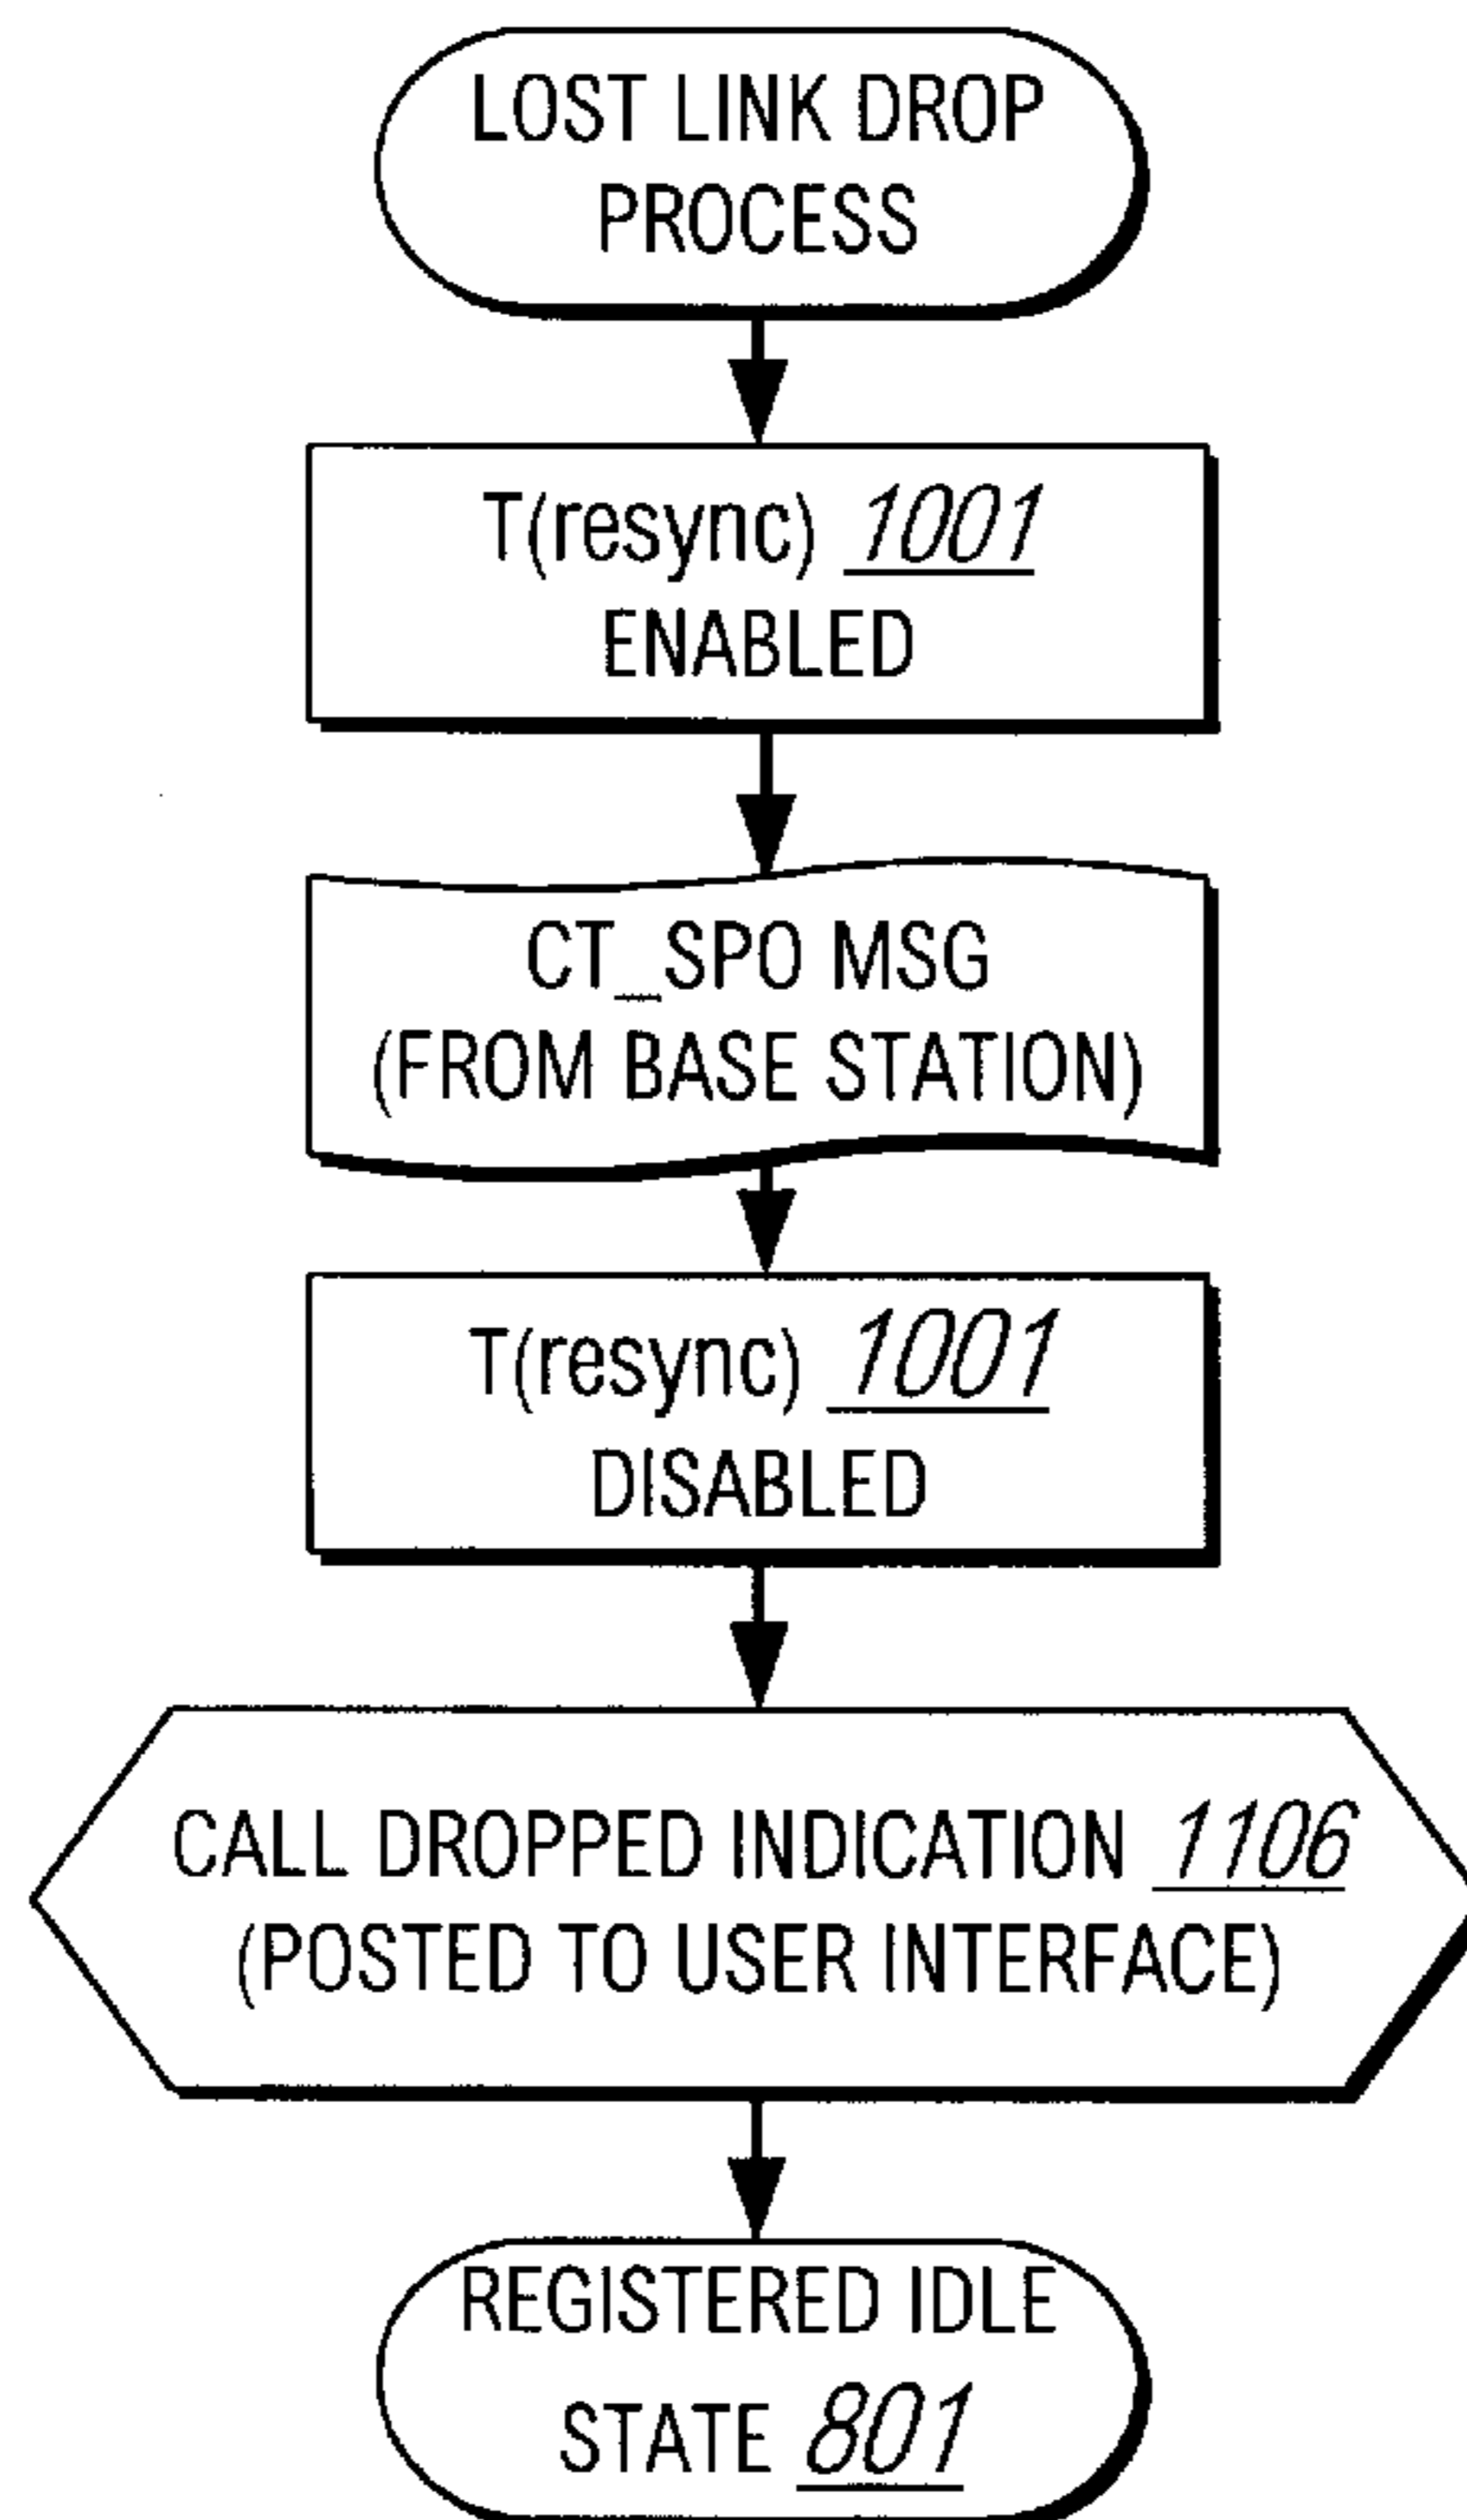 LOST LINK DROP
PROCESS
T(resync) 1001
ENABLED
CT_SPO MSG
(FROM BASE STATION)
T(resync) 1001
DISABLED
CALL DROPPED INDICATION 1106
(POSTED TO USER INTERFACE)
REGISTERED IDLE
STATE 801